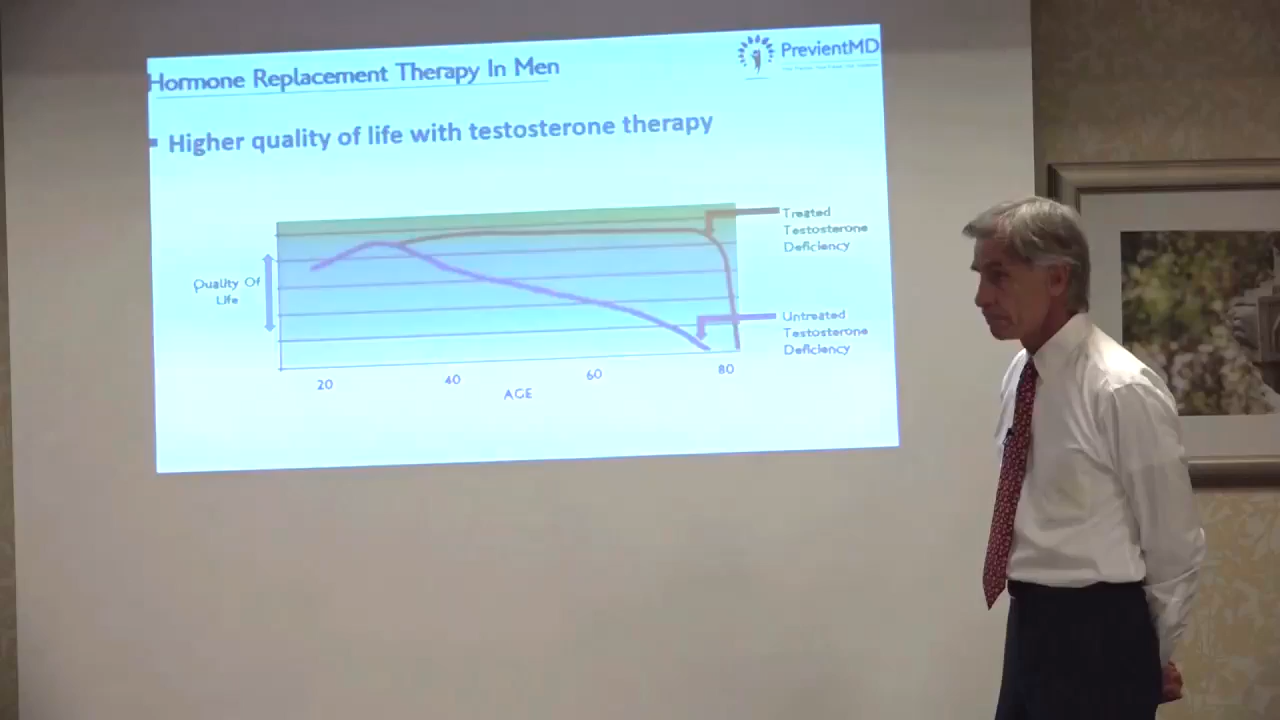 Hormone Replacement Therapy In Men
PrevientMD
Higher quality of life with testosterone therapy
Treated
Testosterone
Deficiency
Quality Of
Life
Untreated
Testosterone
Deficiency
20
40
60
80
AGE